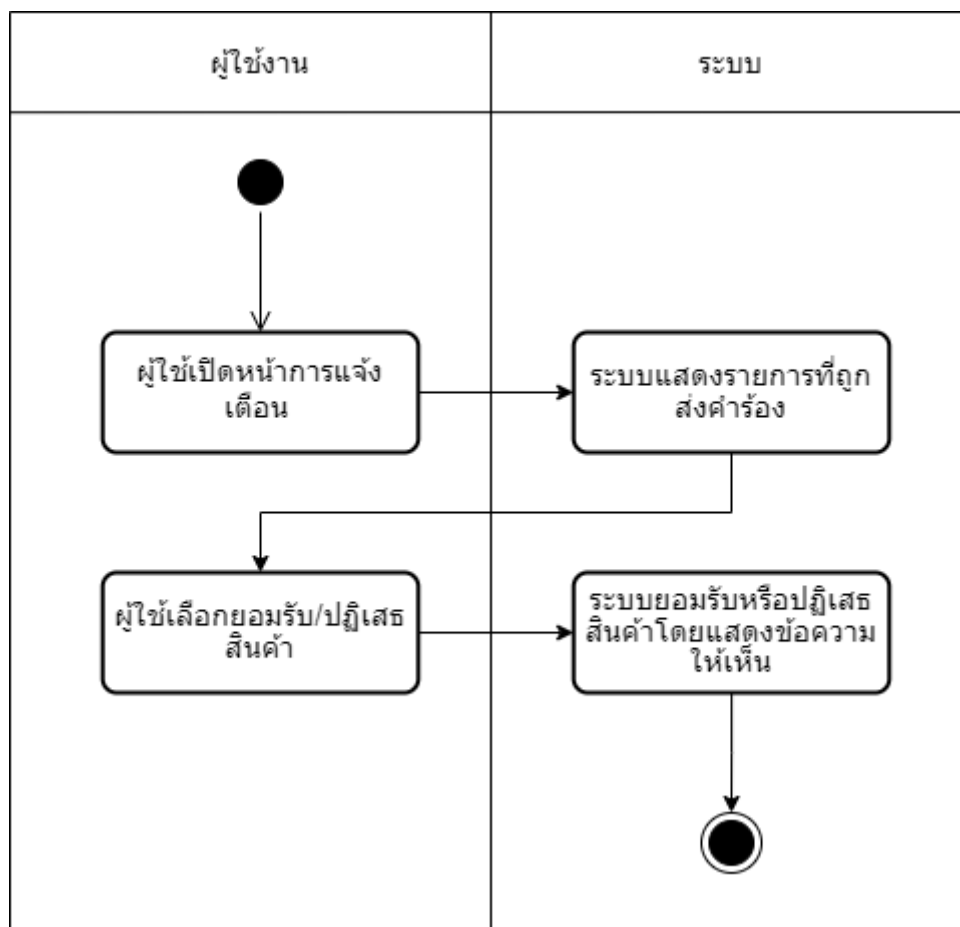 ผู้ใช้งาน
ระบบ
ผู้ใช้เปิดหน้าการแจ้ง
เตือน
ระบบแสดงรายการที่ถูก
ส่งคำร้อง
ผู้ใช้เลือกยอมรับ/ปฏิเสธ
สินค้า
ระบบยอมรับหรือปฏิเสธ
สินค้าโดยแสดงข้อความ
ให้เห็น